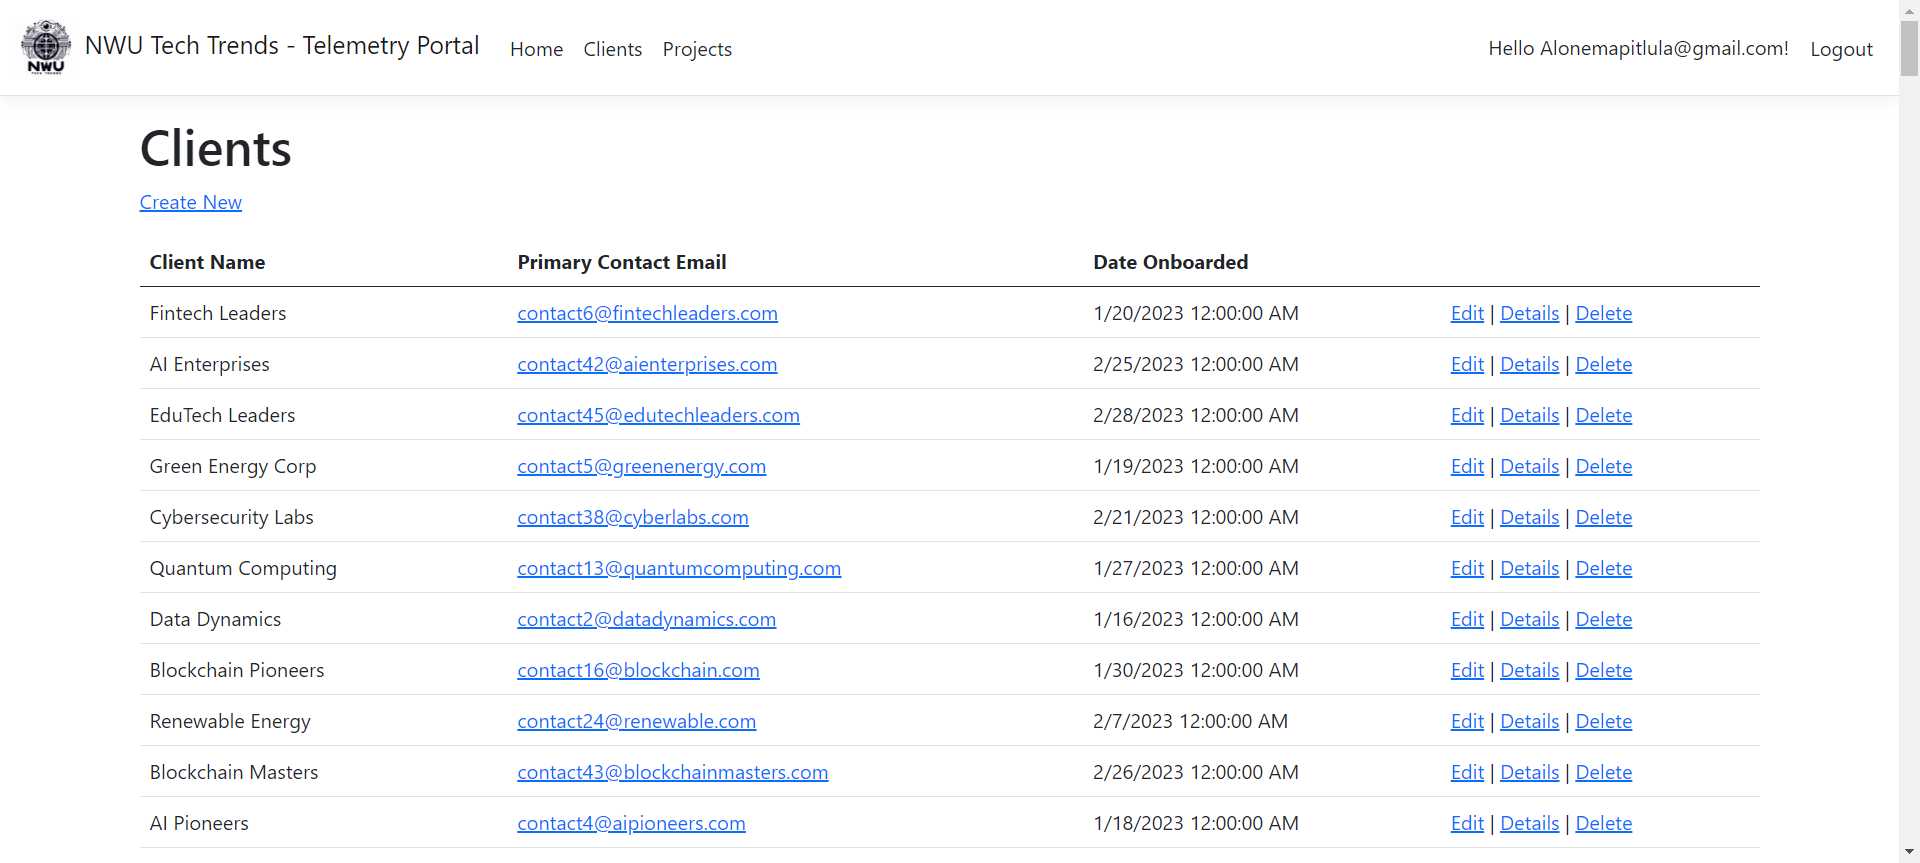 NWU
TECH TRENDS
NWU Tech Trends - Telemetry Portal Home Clients Projects Hello Alonemapitlula@gmail.com! Logout
Clients
Create New
Client Name Primary Contact Email Date Onboarded
Fintech Leaders contact6@fintechleaders.com 1/20/2023 12:00:00 AM Edit | Details | Delete
AI Enterprises contact42@aienterprises.com 2/25/2023 12:00:00 AM Edit | Details | Delete
EduTech Leaders contact45@edutechleaders.com 2/28/2023 12:00:00 AM Edit | Details | Delete
Green Energy Corp contact5@greenenergy.com 1/19/2023 12:00:00 AM Edit | Details | Delete
Cybersecurity Labs contact38@cyberlabs.com 2/21/2023 12:00:00 AM Edit | Details | Delete
Quantum Computing contact13@quantumcomputing.com 1/27/2023 12:00:00 AM Edit | Details | Delete
Data Dynamics contact2@datadynamics.com 1/16/2023 12:00:00 AM Edit | Details | Delete
Blockchain Pioneers contact16@blockchain.com 1/30/2023 12:00:00 AM Edit | Details | Delete
Renewable Energy contact24@renewable.com 2/7/2023 12:00:00 AM Edit | Details | Delete
Blockchain Masters contact43@blockchainmasters.com 2/26/2023 12:00:00 AM Edit | Details | Delete
AI Pioneers contact4@aipioneers.com 1/18/2023 12:00:00 AM Edit | Details | Delete